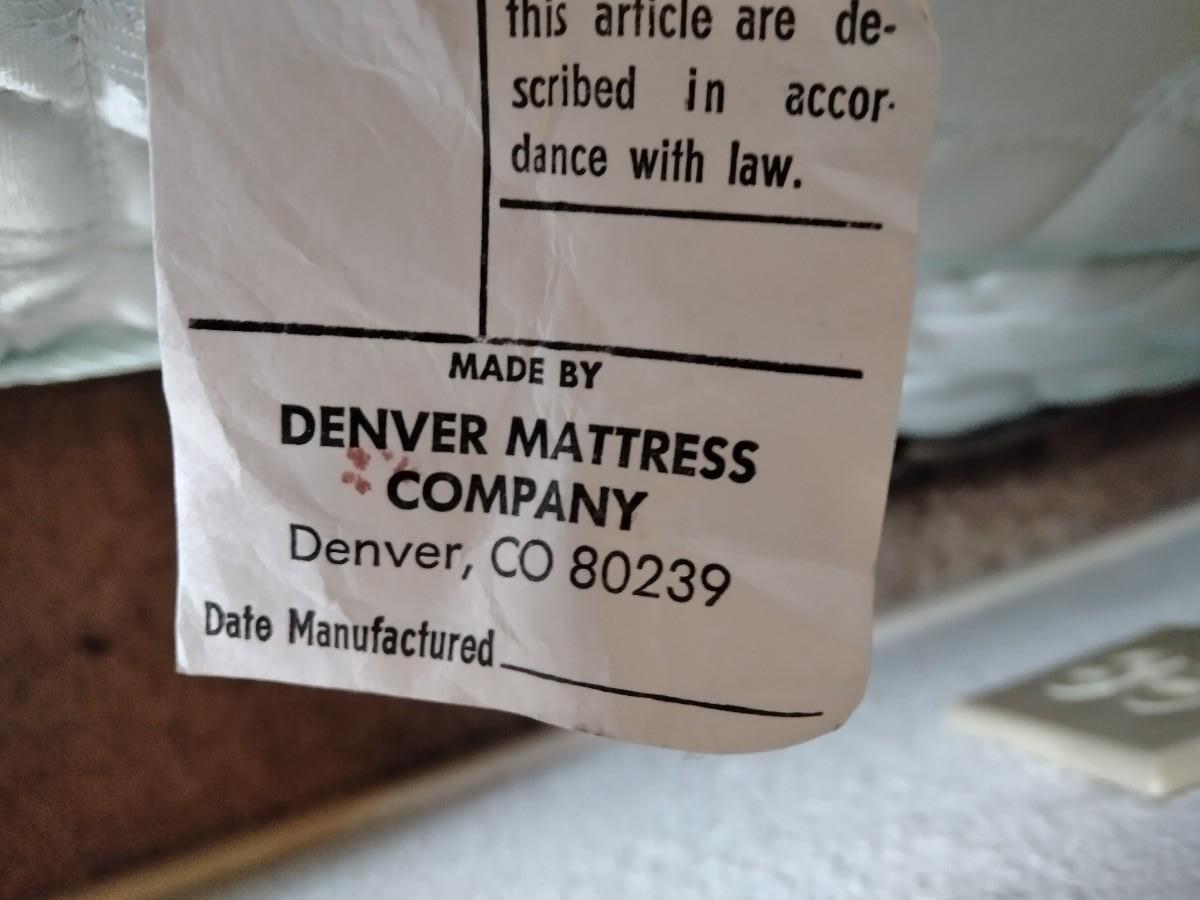 this article are de-
scribed in accor-
dance with law.
MADE BY
DENVER MATTRESS
COMPANY
Denver, CO 80239
Date Manufactured